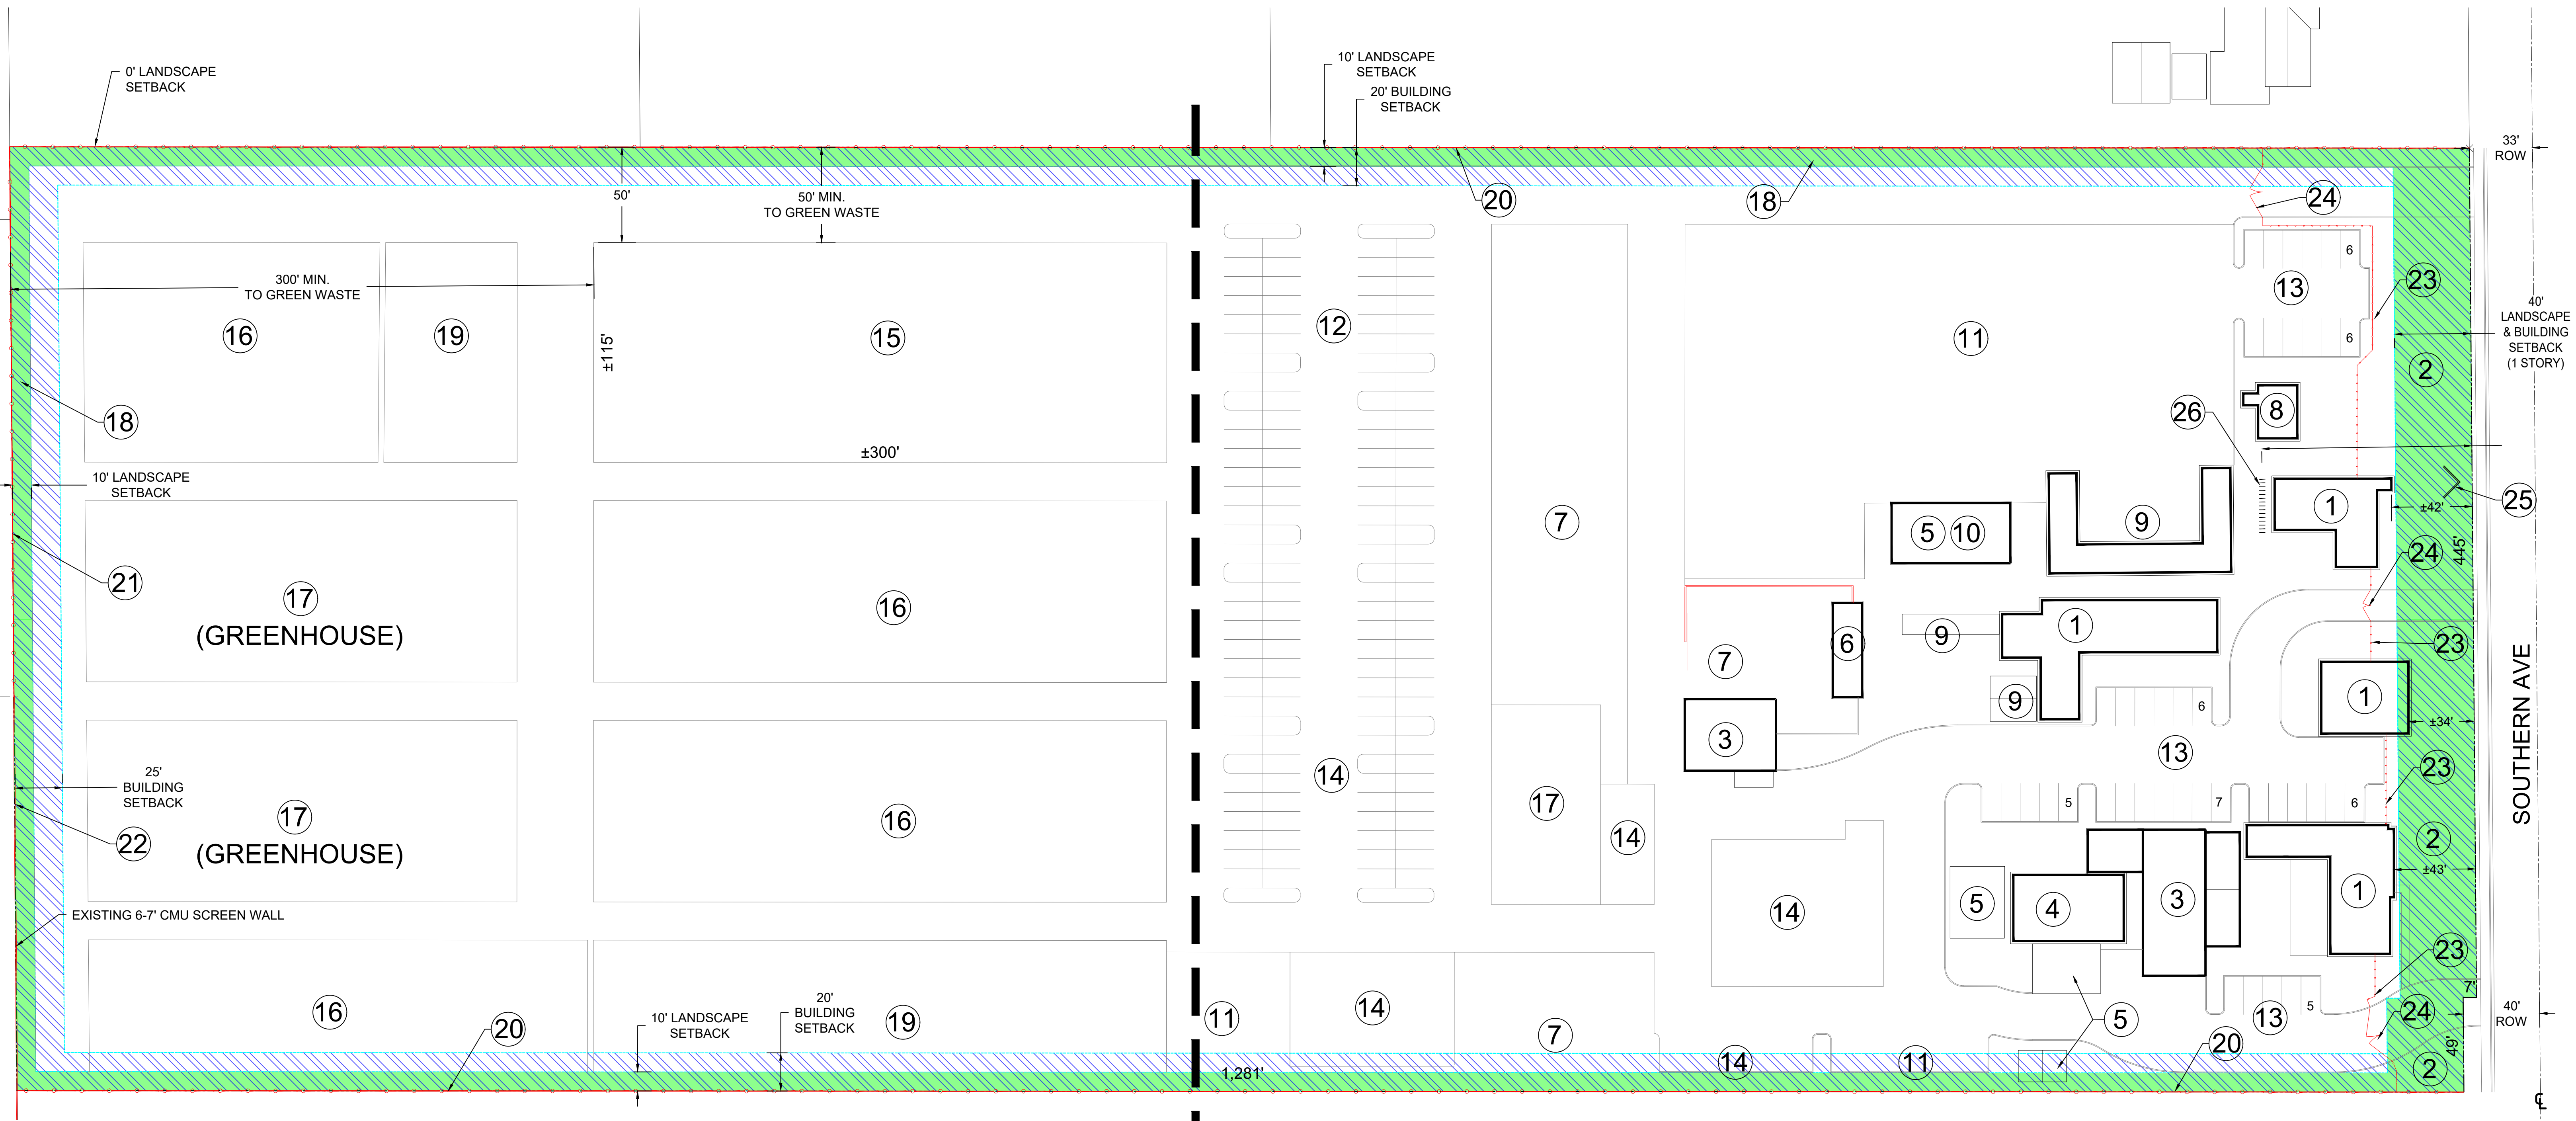 0' LANDSCAPE
SETBACK
10' LANDSCAPE
SETBACK
20' BUILDING
SETBACK
33'
ROW
20
18
24
50'
50' MIN.
TO GREEN WASTE
300' MIN.
TO GREEN WASTE
16
19
±115'
15
±300'
12
11
6
13
6
23
40'
LANDSCAPE
& BUILDING
SETBACK
(1 STORY)
2
18
26
8
10' LANDSCAPE
SETBACK
21
17
(GREENHOUSE)
16
7
5
10
9
1
±42'
25
445'
24
7
6
9
1
23
9
6
1
±34'
SOUTHERN AVE
3
13
23
25'
BUILDING
SETBACK
22
17
(GREENHOUSE)
16
14
17
14
5
7
6
2
±43'
EXISTING 6-7' CMU SCREEN WALL
14
5
4
3
1
23
16
20
10' LANDSCAPE
SETBACK
20'
BUILDING
SETBACK
19
11
14
7
14
11
5
13
5
24
7'
40'
ROW
20
49'
2
1,281'
℄